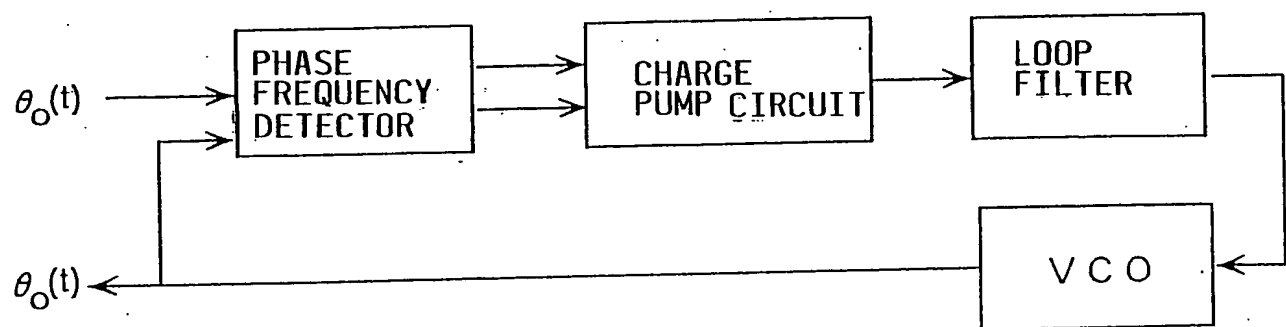 θO(t)
PHASE
FREQUENCY
DETECTOR
CHARGE
PUMP CIRCUIT
LOOP
FILTER
θO(t)
VCO